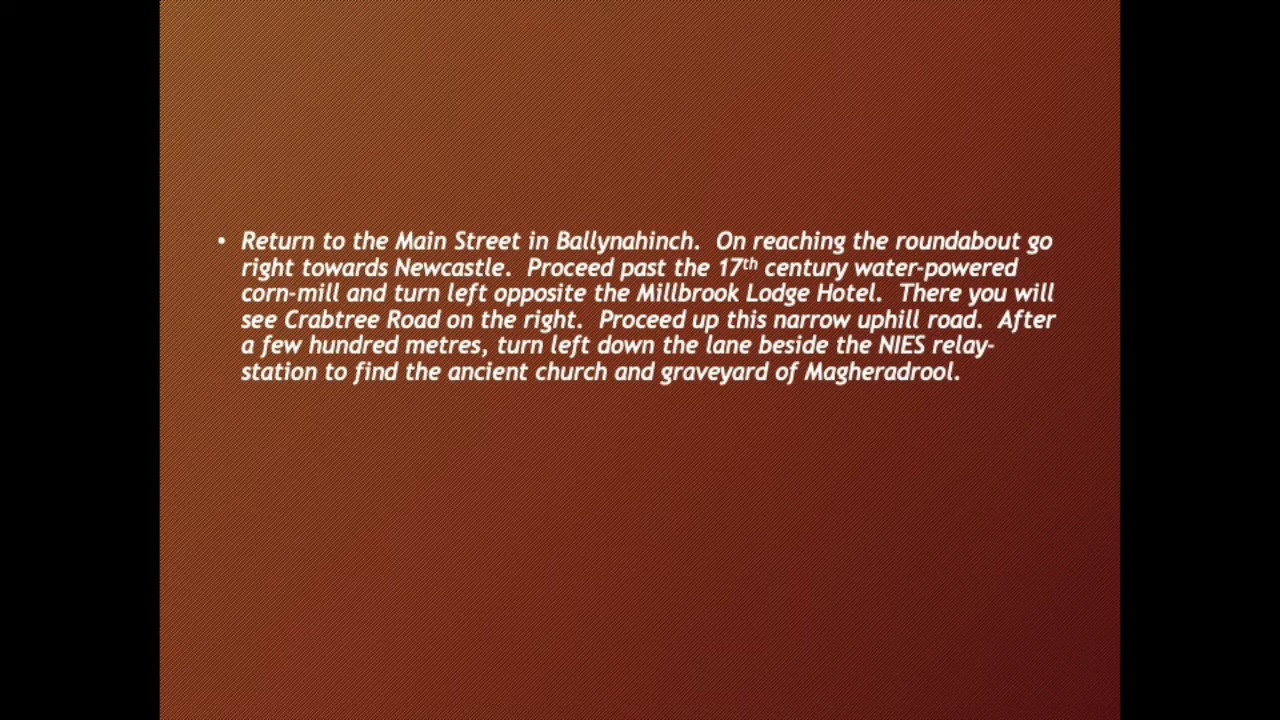 • Return to the Main Street in Ballynahinch.  On reaching the roundabout go
right towards Newcastle.  Proceed past the 17th century water-powered
corn-mill and turn left opposite the Millbrook Lodge Hotel.  There you will
see Crabtree Road on the right.  Proceed up this narrow uphill road.  After
a few hundred metres, turn left down the lane beside the NIES relay-
station to find the ancient church and graveyard of Magheradrool.